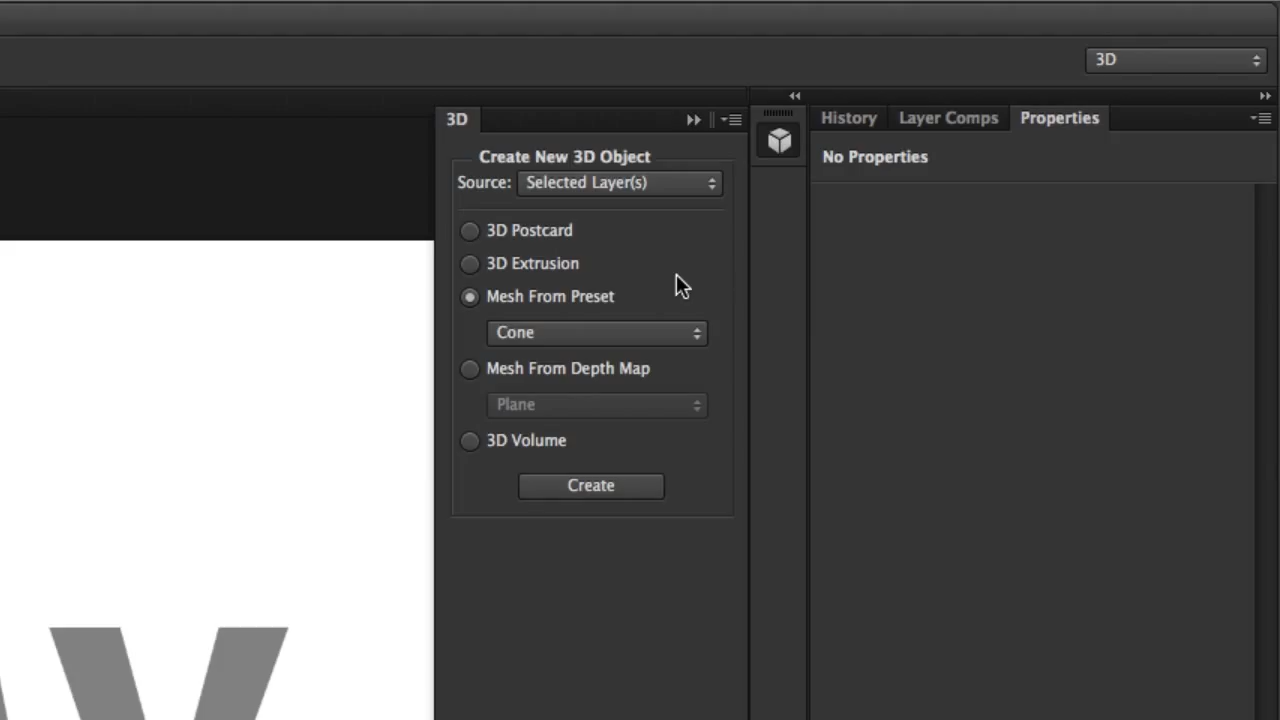 3D
3D
History
Layer Comps
Properties
Create New 3D Object
No Properties
Source:
Selected Layer(s)
3D Postcard
3D Extrusion
Mesh From Preset
Cone
Mesh From Depth Map
Plane
3D Volume
Create